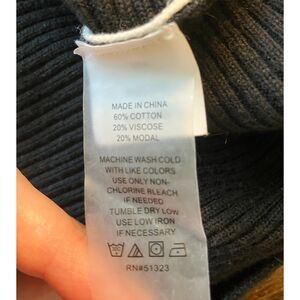 MADE IN CHINA
60% COTTON
20% VISCOSE
20% MODAL
MACHINE WASH COLD
WITH LIKE COLORS
USE ONLY NON-
CHLORINE BLEACH
IF NEEDED
TUMBLE DRY LOW
USE LOW IRON
IF NECESSARY
RN#51323